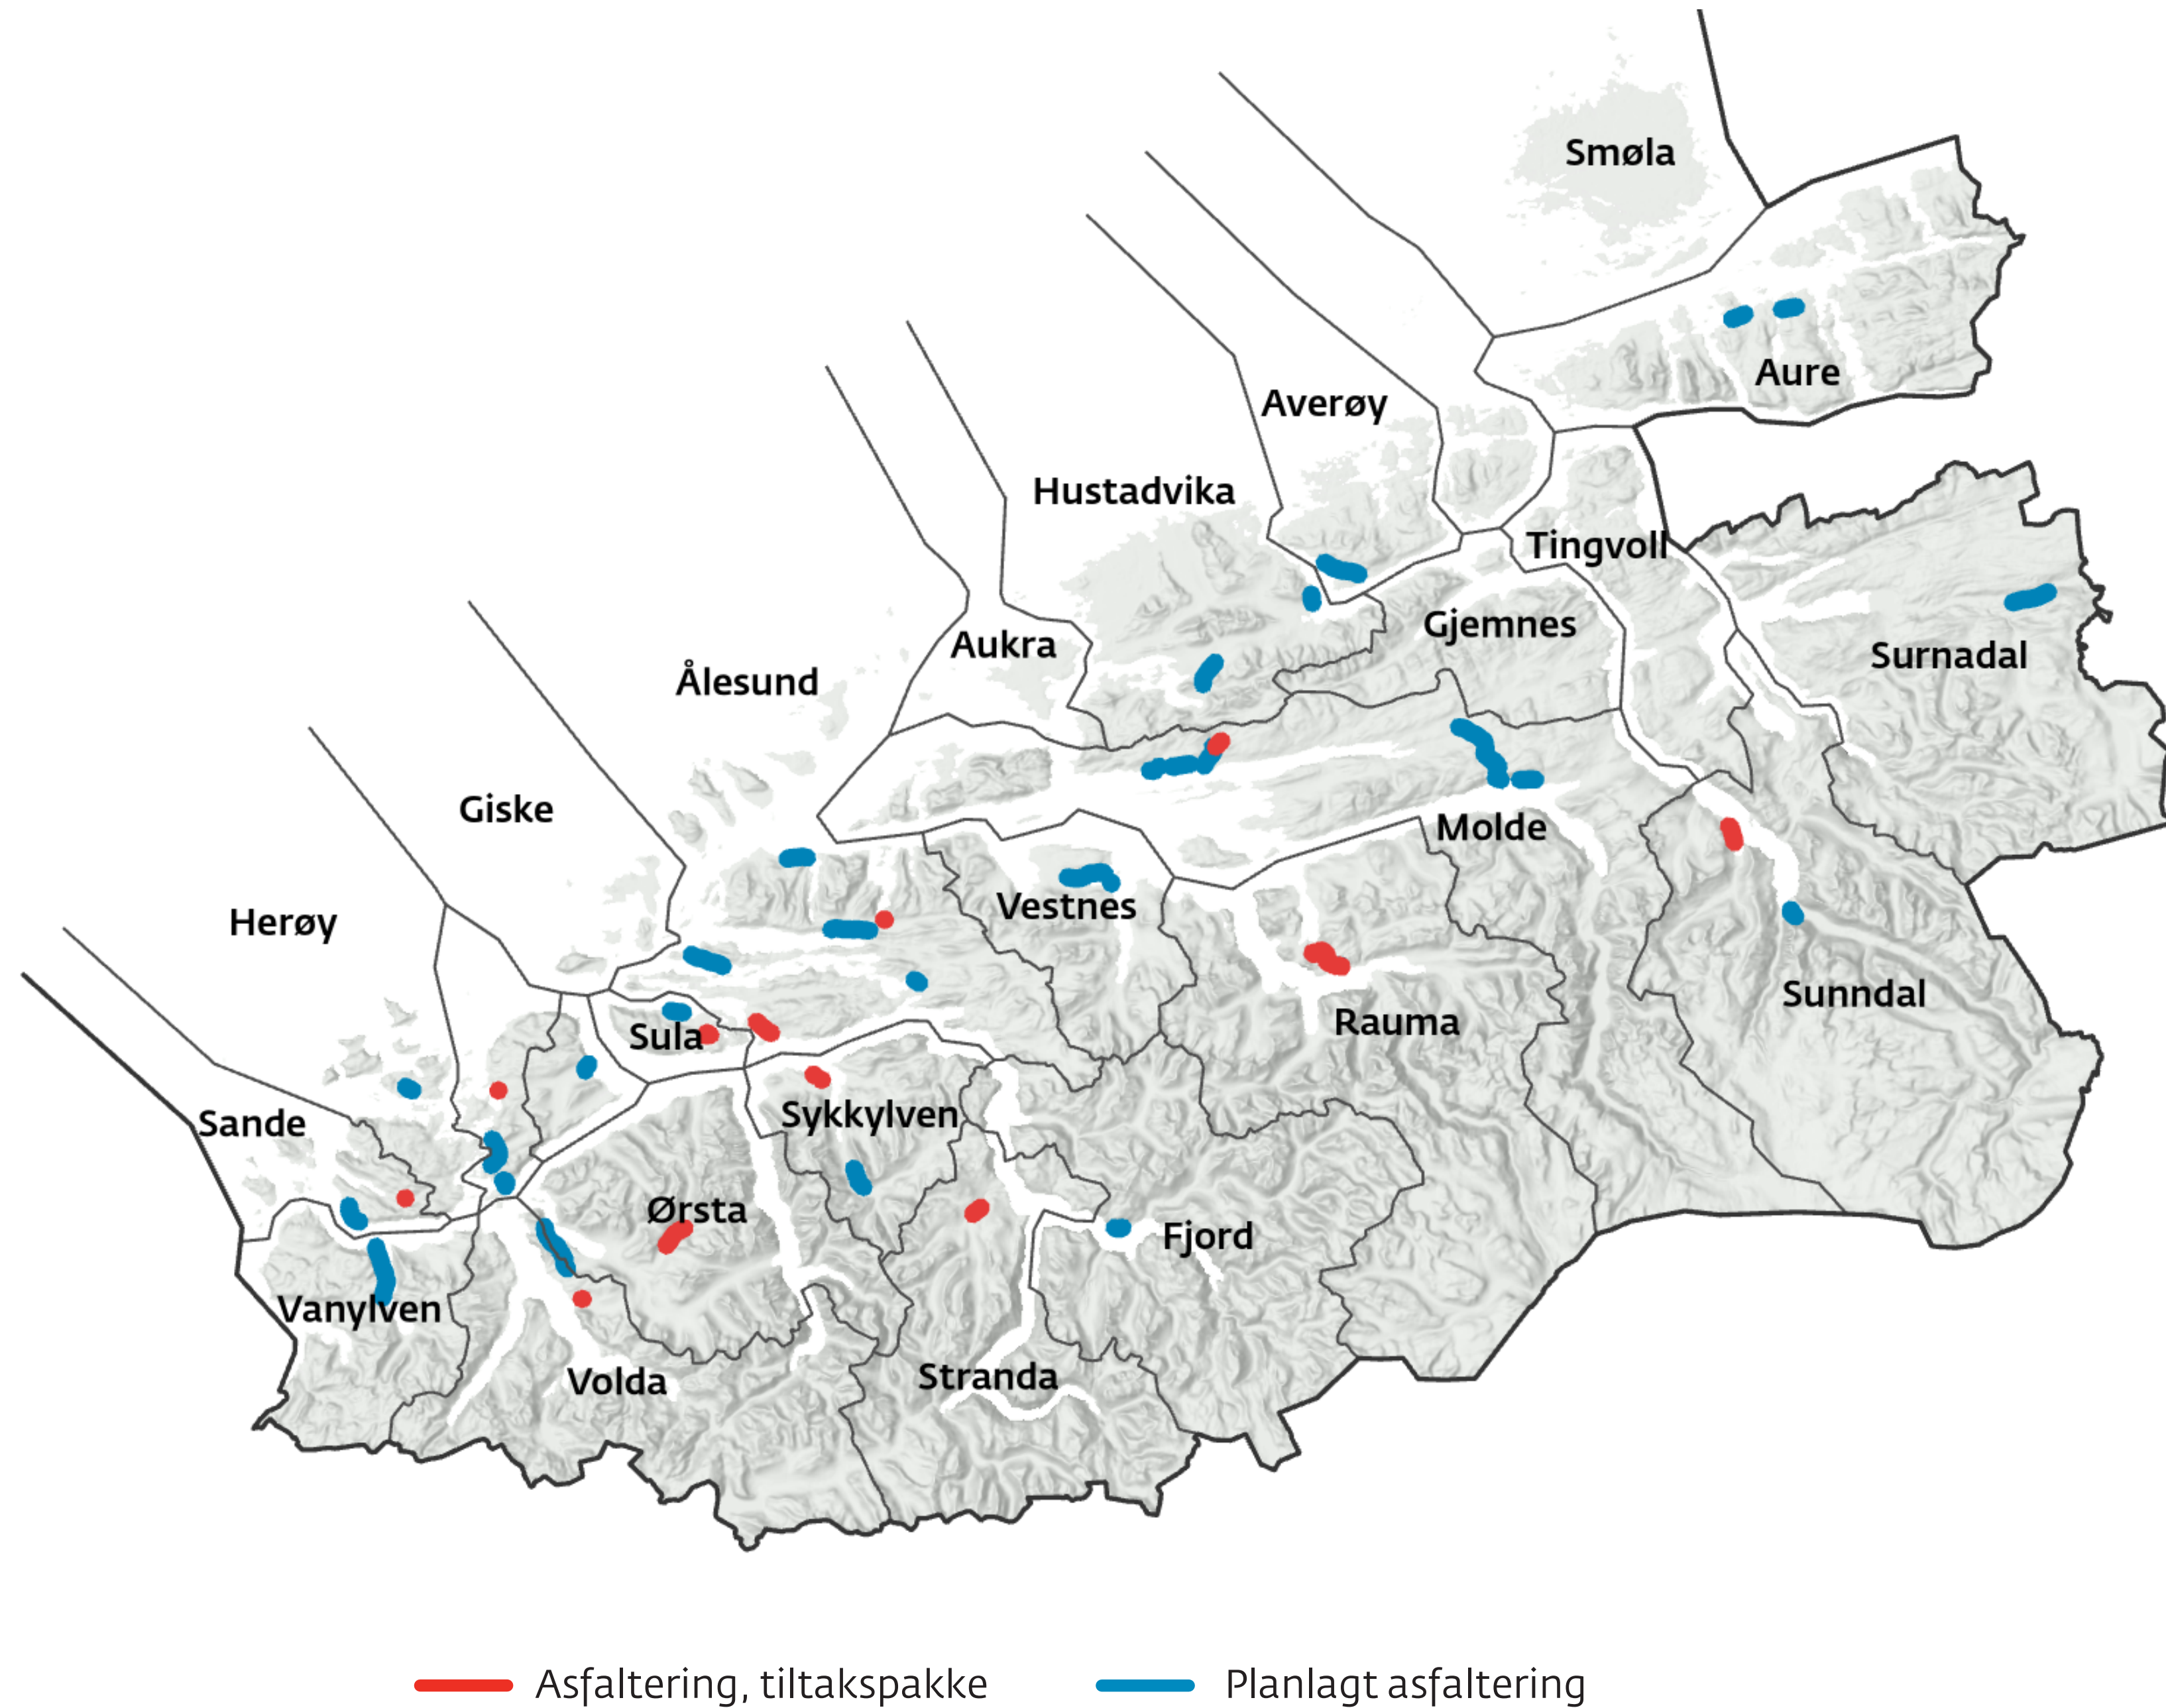 Smøla
Aure
Averøy
Hustadvika
Tingvoll
Gjemnes
Aukra
Surnadal
Ålesund
Giske
Molde
Vestnes
Herøy
Sunndal
Rauma
Sula
Sykkylven
Sande
Ørsta
Fjord
Vanylven
Stranda
Volda
Asfaltering, tiltakspakke
Planlagt asfaltering